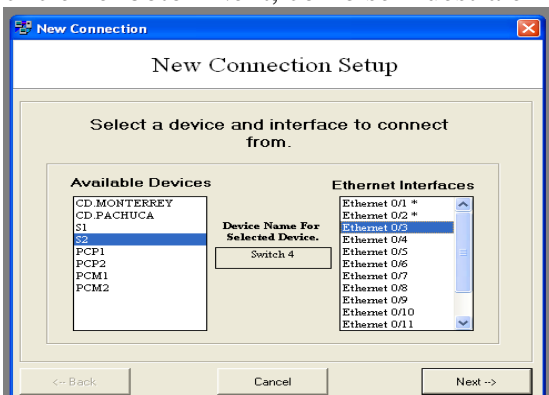 New Connection
New Connection Setup
Select a device and interface to connect
from.
Available Devices
CD.MONTERREY
CD.PACHUCA
S1
S2
PCP1
PCP2
PCM1
PCM2
Device Name For
Selected Device.
Switch 4
Ethernet Interfaces
Ethernet 0/1 *
Ethernet 0/2 *
Ethernet 0/3
Ethernet 0/4
Ethernet 0/5
Ethernet 0/6
Ethernet 0/7
Ethernet 0/8
Ethernet 0/9
Ethernet 0/10
Ethernet 0/11
<-- Back
Cancel
Next -->